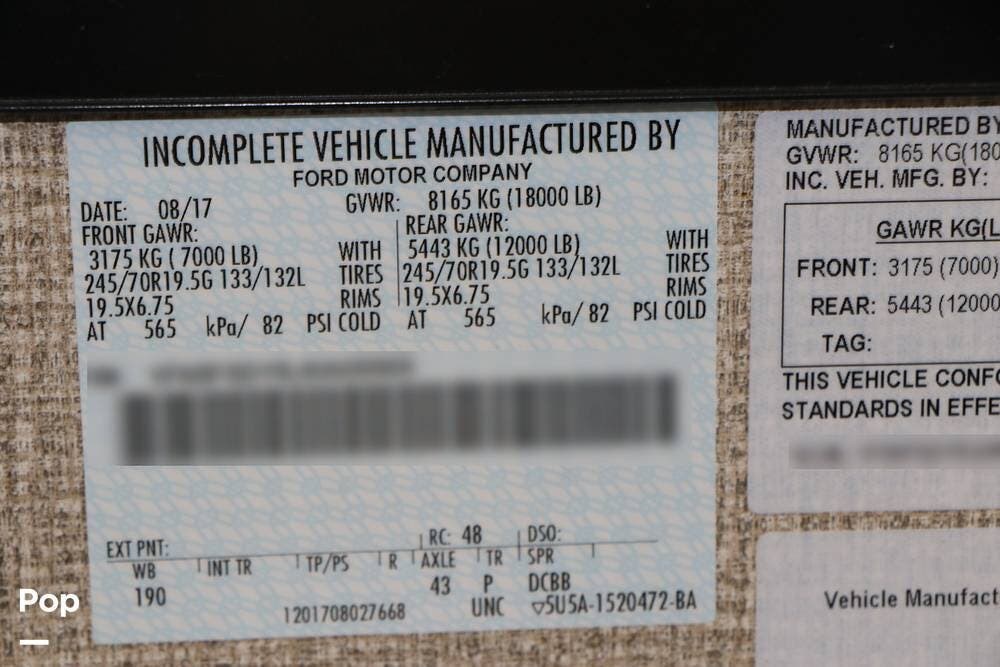 INCOMPLETE VEHICLE MANUFACTURED BY
FORD MOTOR COMPANY
DATE: 08/17 GVWR: 8165 KG (18000 LB)
FRONT GAWR: REAR GAWR:
3175 KG ( 7000 LB) WITH 5443 KG (12000 LB) WITH
245/70R19.5G 133/132L TIRES 245/70R19.5G 133/132L TIRES
19.5X6.75 RIMS 19.5X6.75 RIMS
AT 565 kPa/ 82 PSI COLD AT 565 kPa/ 82 PSI COLD
EXT PNT: RC: 48 DSO:
WB INT TR TP/PS R AXLE TR SPR
190 43 P DCBB
1201708027668 UNC ▽5U5A-1520472-BA
MANUFACTURED BY
GVWR: 8165 KG(180
INC. VEH. MFG. BY:
GAWR KG(L
FRONT: 3175 (7000)
REAR: 5443 (12000
TAG:
THIS VEHICLE CONFO
STANDARDS IN EFFE
Vehicle Manufact
Pop